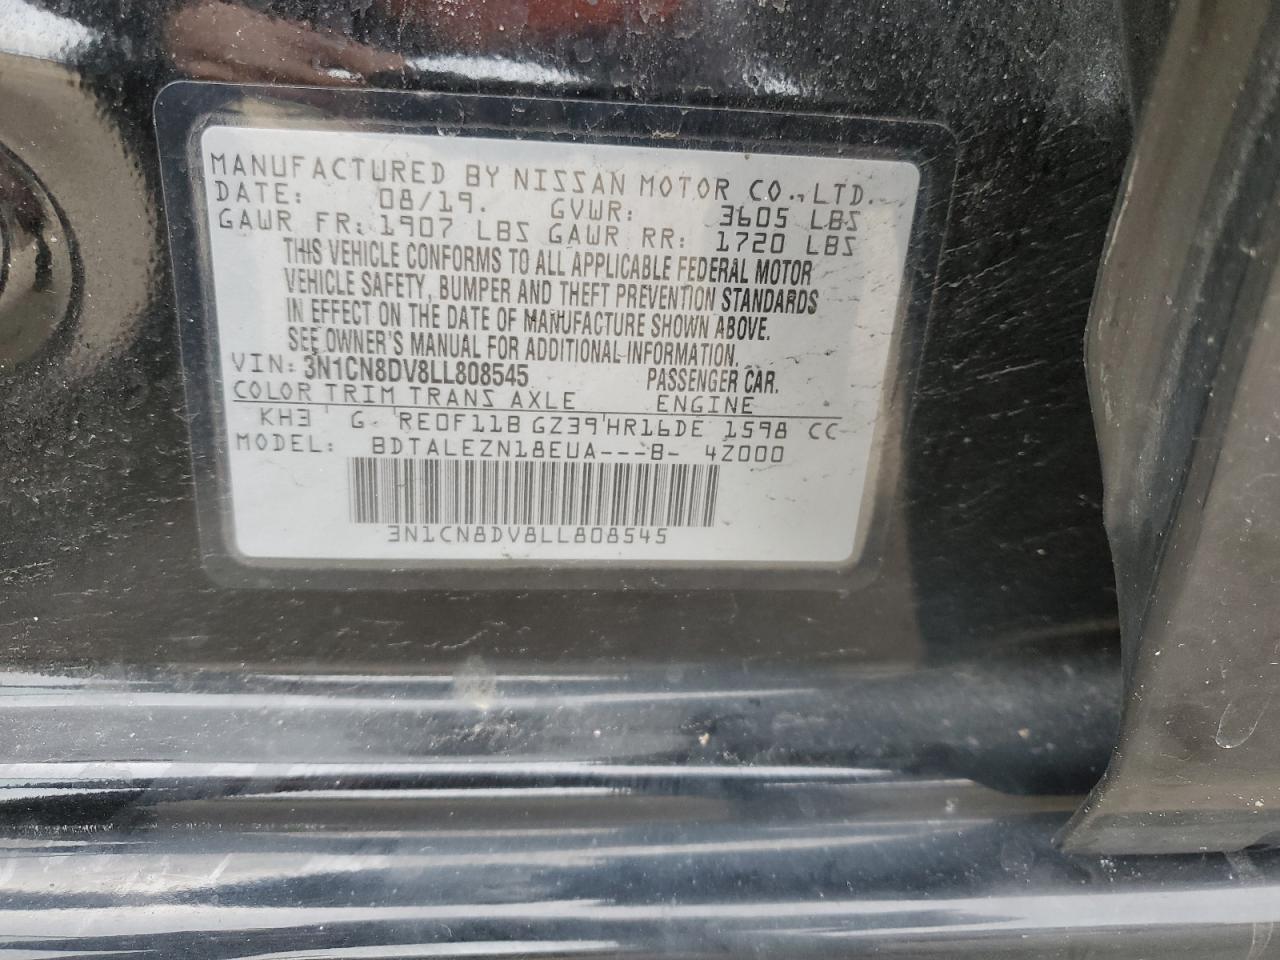 MANUFACTURED BY NISSAN MOTOR CO.,LTD.
DATE: 08/19. GVWR: 3605 LBS
GAWR FR: 1907 LBS GAWR RR: 1720 LBS
THIS VEHICLE CONFORMS TO ALL APPLICABLE FEDERAL MOTOR
VEHICLE SAFETY, BUMPER AND THEFT PREVENTION STANDARDS
IN EFFECT ON THE DATE OF MANUFACTURE SHOWN ABOVE.
SEE OWNER'S MANUAL FOR ADDITIONAL INFORMATION.
VIN: 3N1CN8DV8LL808545 PASSENGER CAR.
COLOR TRIM TRANS AXLE ENGINE
KH3 G RE0F11B GZ39 HR16DE 1598 CC
MODEL: BDTALEZN18EUA---B- 4Z000
3N1CN8DV8LL808545